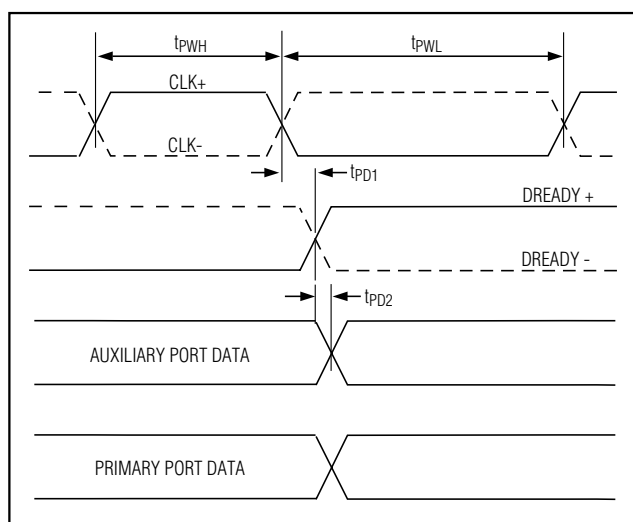 tPWH
tPWL
CLK+
CLK-
tPD1
DREADY +
DREADY -
tPD2
AUXILIARY PORT DATA
PRIMARY PORT DATA